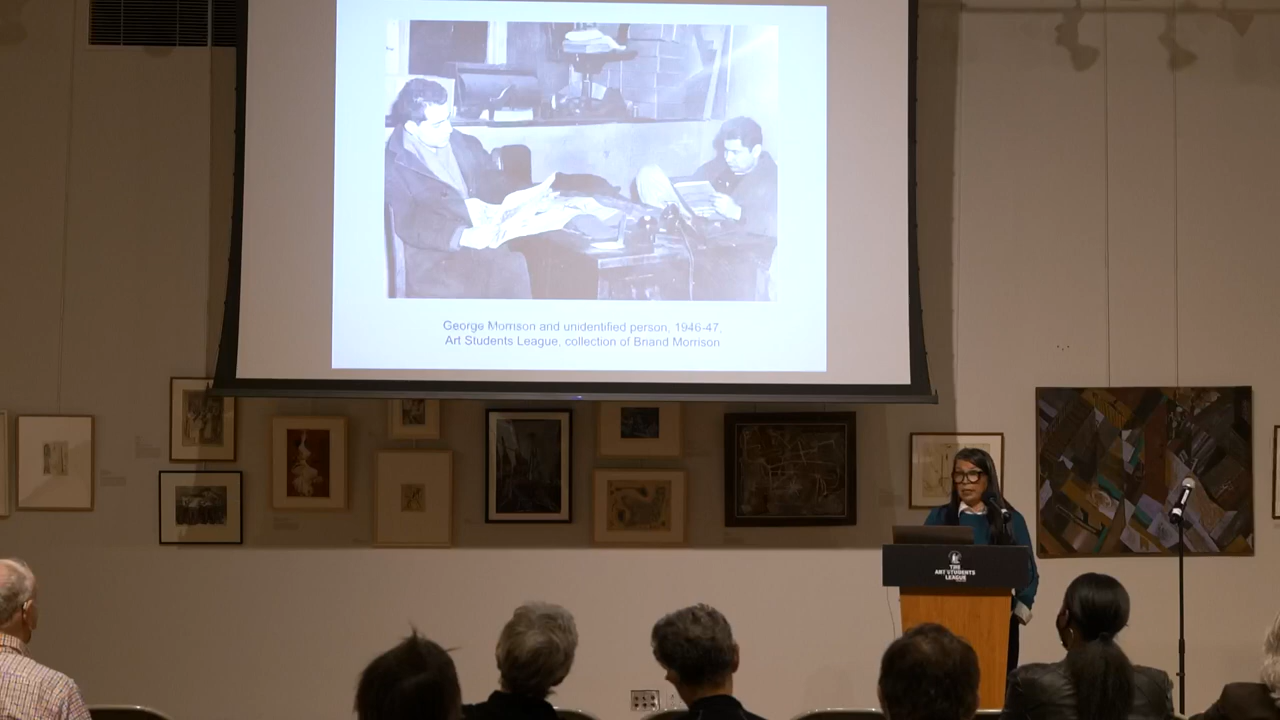 George Morrison and unidentified person, 1946-47,
Art Students League, collection of Briand Morrison
THE
ART STUDENTS
LEAGUE